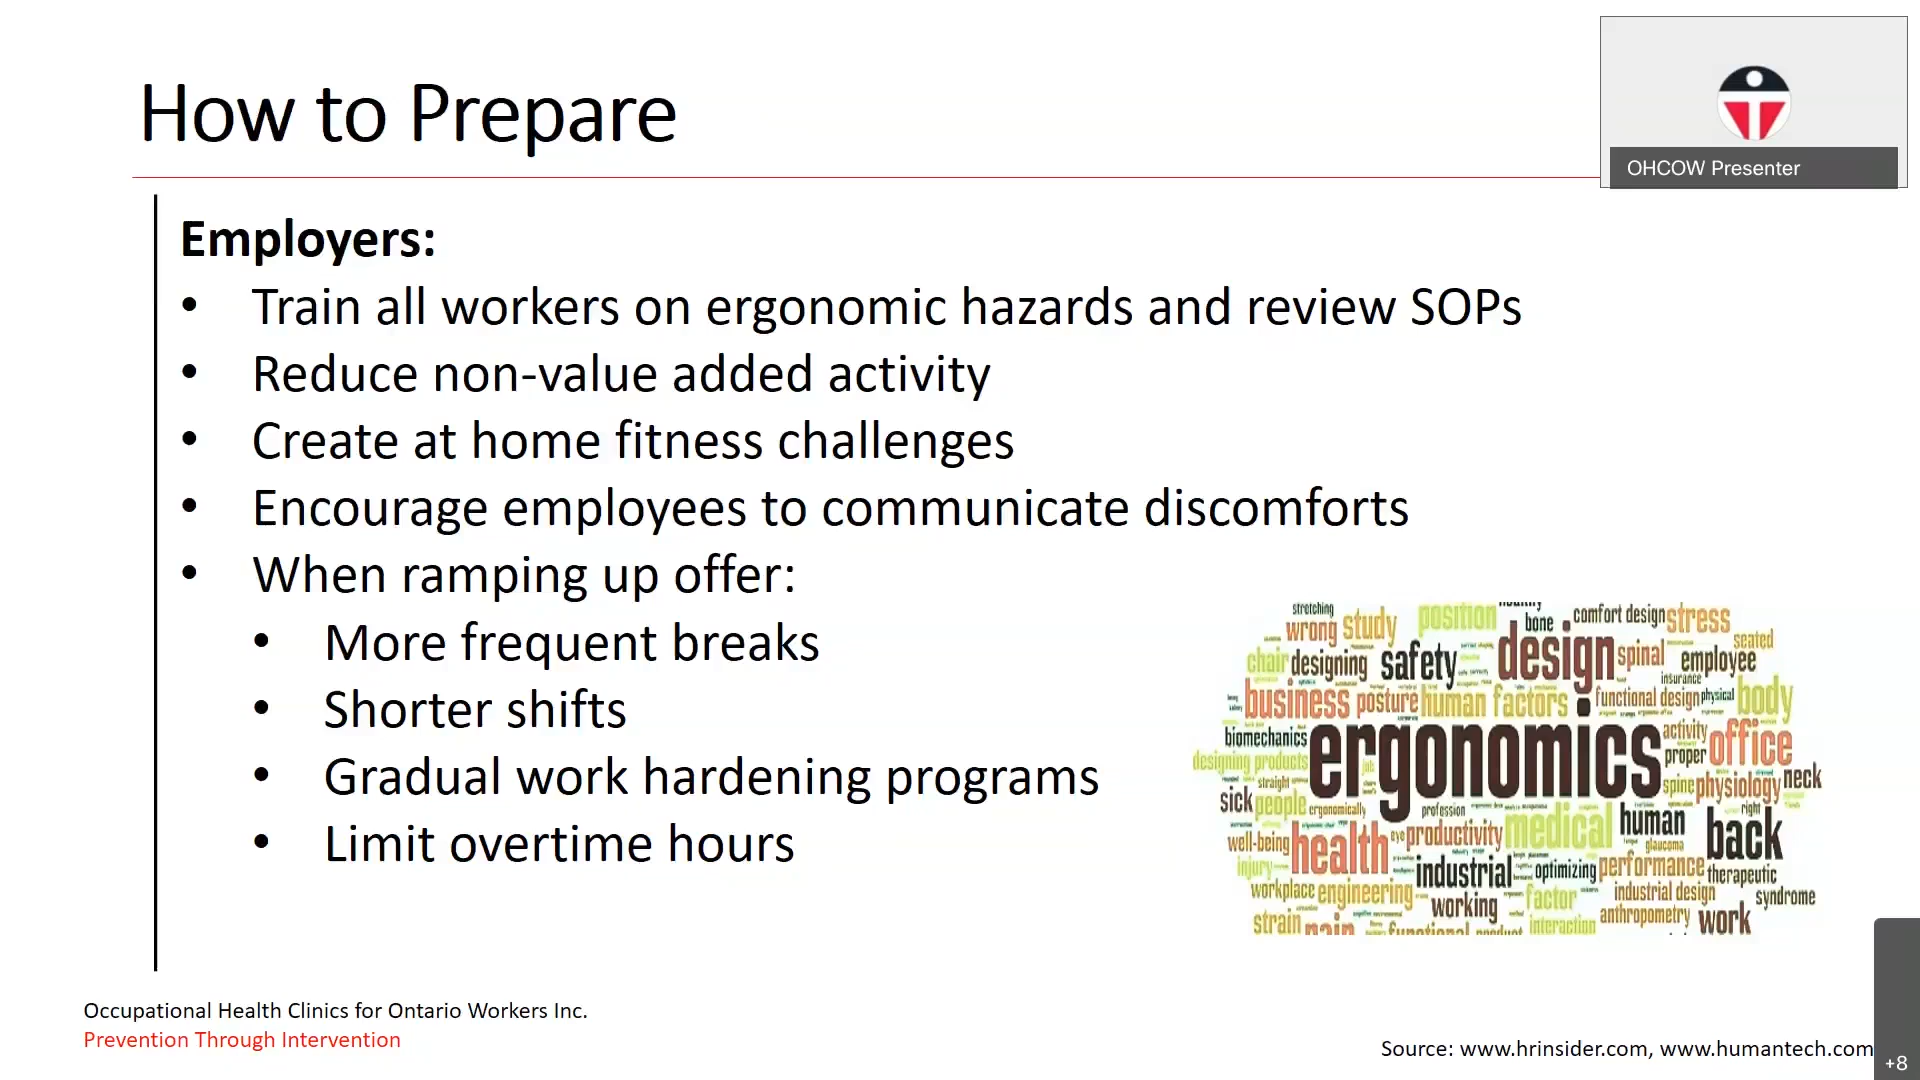 How to Prepare
OHCOW Presenter
Employers:
• Train all workers on ergonomic hazards and review SOPs
• Reduce non-value added activity
• Create at home fitness challenges
• Encourage employees to communicate discomforts
• When ramping up offer:
• More frequent breaks
• Shorter shifts
• Gradual work hardening programs
• Limit overtime hours
stretching
wrong study position bone comfort design stress
chair designing safety design spinal employee seated
insurance
business posture human factors functional design physical body
biomechanics ergonomics activity proper office
designing products straight spine physiology neck
sick people ergonomically profession medical human right back
well-being health eye productivity glaucoma
injury industrial optimizing performance therapeutic
workplace engineering working factor industrial design syndrome
strain pain functional product interaction anthropometry work
Occupational Health Clinics for Ontario Workers Inc.
Prevention Through Intervention
Source: www.hrinsider.com, www.humantech.com
+8